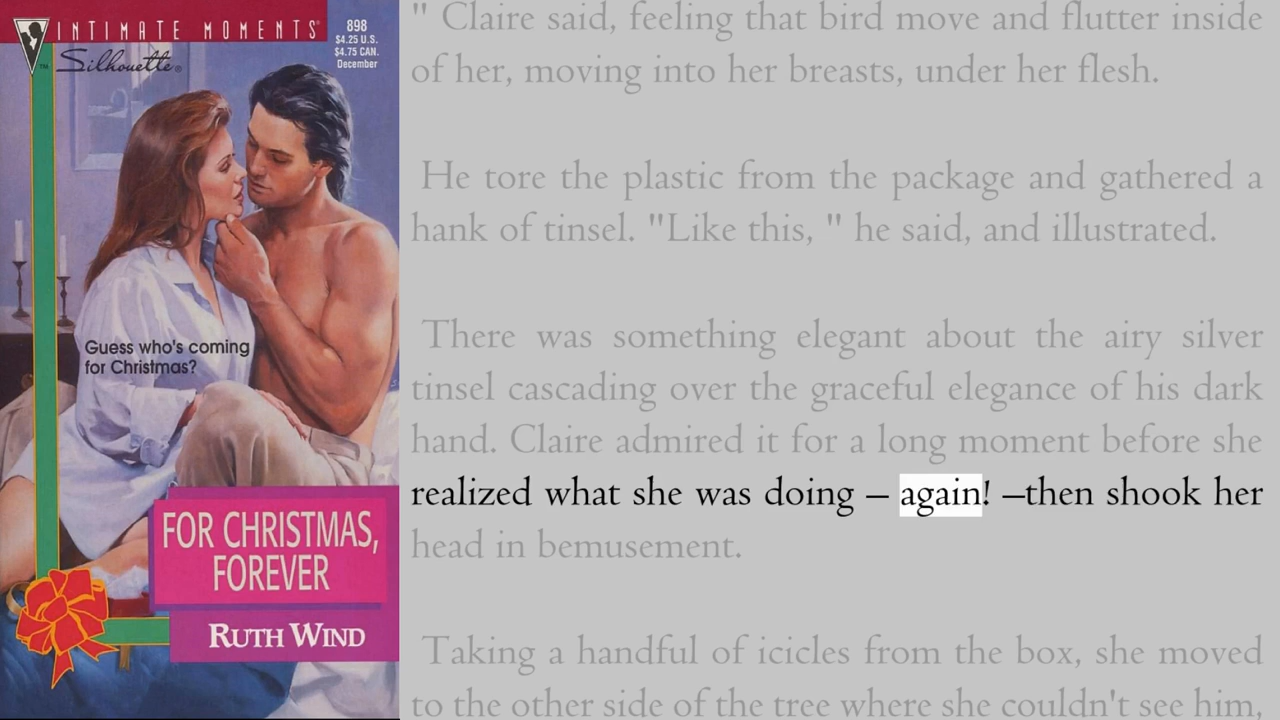 INTIMATE MOMENTS®
™
Silhouette®
898
$4.25 U.S.
$4.75 CAN.
December
Guess who's coming
for Christmas?
FOR CHRISTMAS,
FOREVER
RUTH WIND
" Claire said, feeling that bird move and flutter inside
of her, moving into her breasts, under her flesh.
He tore the plastic from the package and gathered a
hank of tinsel. "Like this, " he said, and illustrated.
There was something elegant about the airy silver
tinsel cascading over the graceful elegance of his dark
hand. Claire admired it for a long moment before she
realized what she was doing – again! –then shook her
head in bemusement.
Taking a handful of icicles from the box, she moved
to the other side of the tree where she couldn't see him,